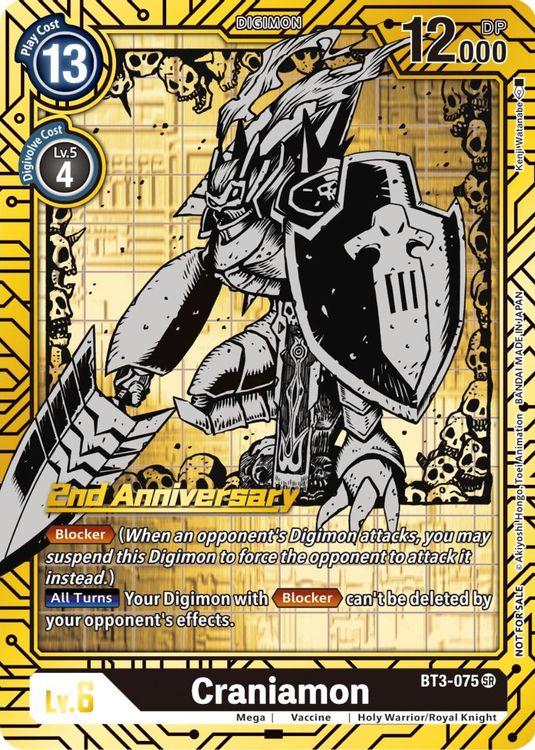 DIGIMON
Play Cost
13
DP
12.000
Digivolve Cost
Lv.5
4
Kenji Watanabe
2nd Anniversary
Blocker (When an opponent's Digimon attacks, you may
suspend this Digimon to force the opponent to attack it
instead.)
All Turns Your Digimon with Blocker can't be deleted by
your opponent's effects.
NOT FOR SALE ©Akiyoshi Hongo, Toei Animation BANDAI MADE IN JAPAN
BT3-075 SR
Lv.6
Craniamon
Mega | Vaccine | Holy Warrior/Royal Knight